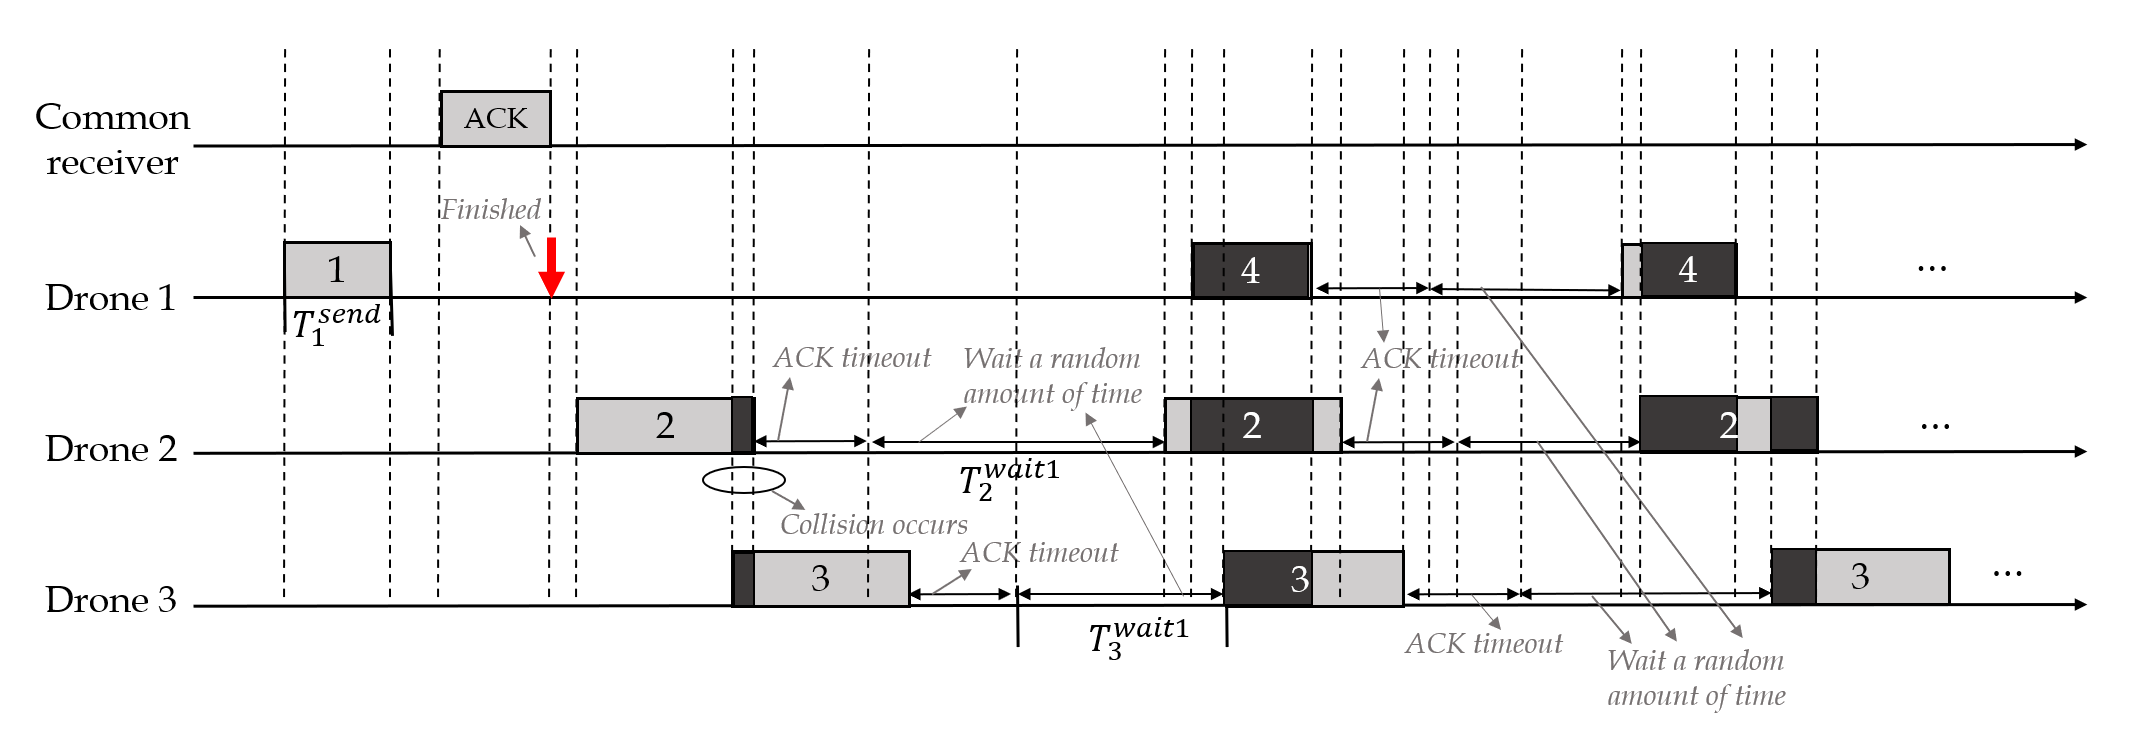 Common
receiver
ACK
Finished
Drone 1
1
4
4
...
T_1^{send}
ACK timeout
Wait a random
amount of time
ACK timeout
Drone 2
2
2
2
...
T_2^{wait1}
Collision occurs
ACK timeout
Drone 3
3
3
3
...
T_3^{wait1}
ACK timeout
Wait a random
amount of time